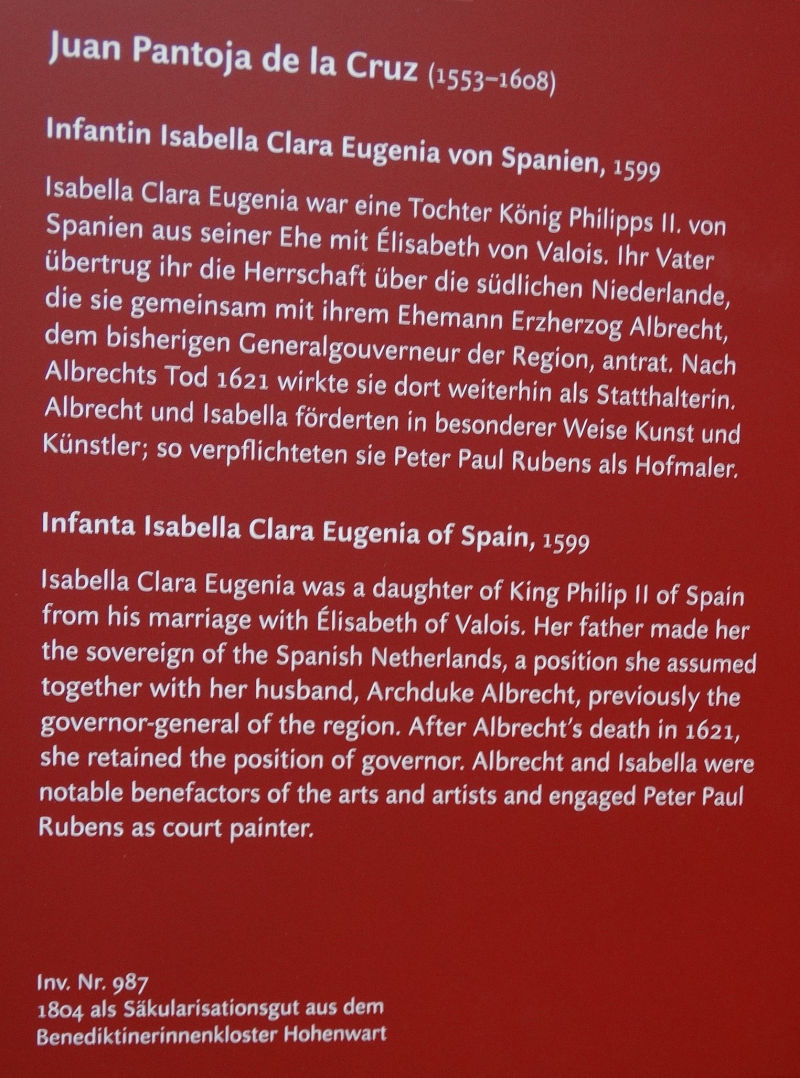 Juan Pantoja de la Cruz (1553–1608)
Infantin Isabella Clara Eugenia von Spanien, 1599
Isabella Clara Eugenia war eine Tochter König Philipps II. von
Spanien aus seiner Ehe mit Élisabeth von Valois. Ihr Vater
übertrug ihr die Herrschaft über die südlichen Niederlande,
die sie gemeinsam mit ihrem Ehemann Erzherzog Albrecht,
dem bisherigen Generalgouverneur der Region, antrat. Nach
Albrechts Tod 1621 wirkte sie dort weiterhin als Statthalterin.
Albrecht und Isabella förderten in besonderer Weise Kunst und
Künstler; so verpflichteten sie Peter Paul Rubens als Hofmaler.
Infanta Isabella Clara Eugenia of Spain, 1599
Isabella Clara Eugenia was a daughter of King Philip II of Spain
from his marriage with Élisabeth of Valois. Her father made her
the sovereign of the Spanish Netherlands, a position she assumed
together with her husband, Archduke Albrecht, previously the
governor-general of the region. After Albrecht's death in 1621,
she retained the position of governor. Albrecht and Isabella were
notable benefactors of the arts and artists and engaged Peter Paul
Rubens as court painter.
Inv. Nr. 987
1804 als Säkularisationsgut aus dem
Benediktinerinnenkloster Hohenwart